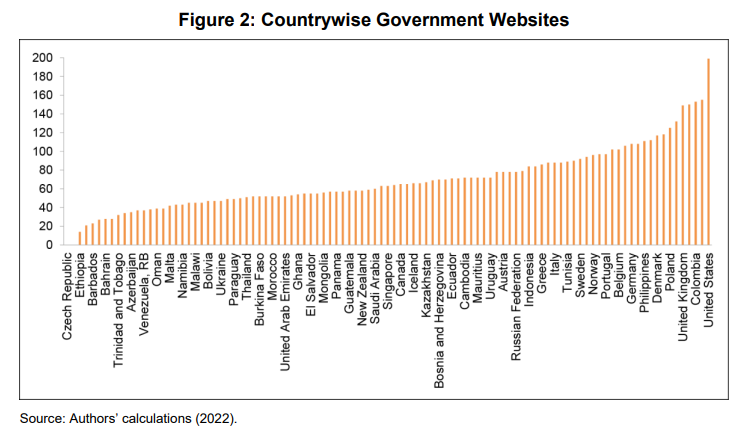 Figure 2: Countrywise Government Websites
200
180
160
140
120
100
80
60
40
20
0
Czech Republic
Ethiopia
Barbados
Bahrain
Trinidad and Tobago
Azerbaijan
Venezuela, RB
Oman
Malta
Namibia
Malawi
Bolivia
Ukraine
Paraguay
Thailand
Burkina Faso
Morocco
United Arab Emirates
Ghana
El Salvador
Mongolia
Panama
Guatemala
New Zealand
Saudi Arabia
Singapore
Canada
Iceland
Kazakhstan
Bosnia and Herzegovina
Ecuador
Cambodia
Mauritius
Uruguay
Austria
Russian Federation
Indonesia
Greece
Italy
Tunisia
Sweden
Norway
Portugal
Belgium
Germany
Philippines
Denmark
Poland
United Kingdom
Colombia
United States
Source: Authors’ calculations (2022).